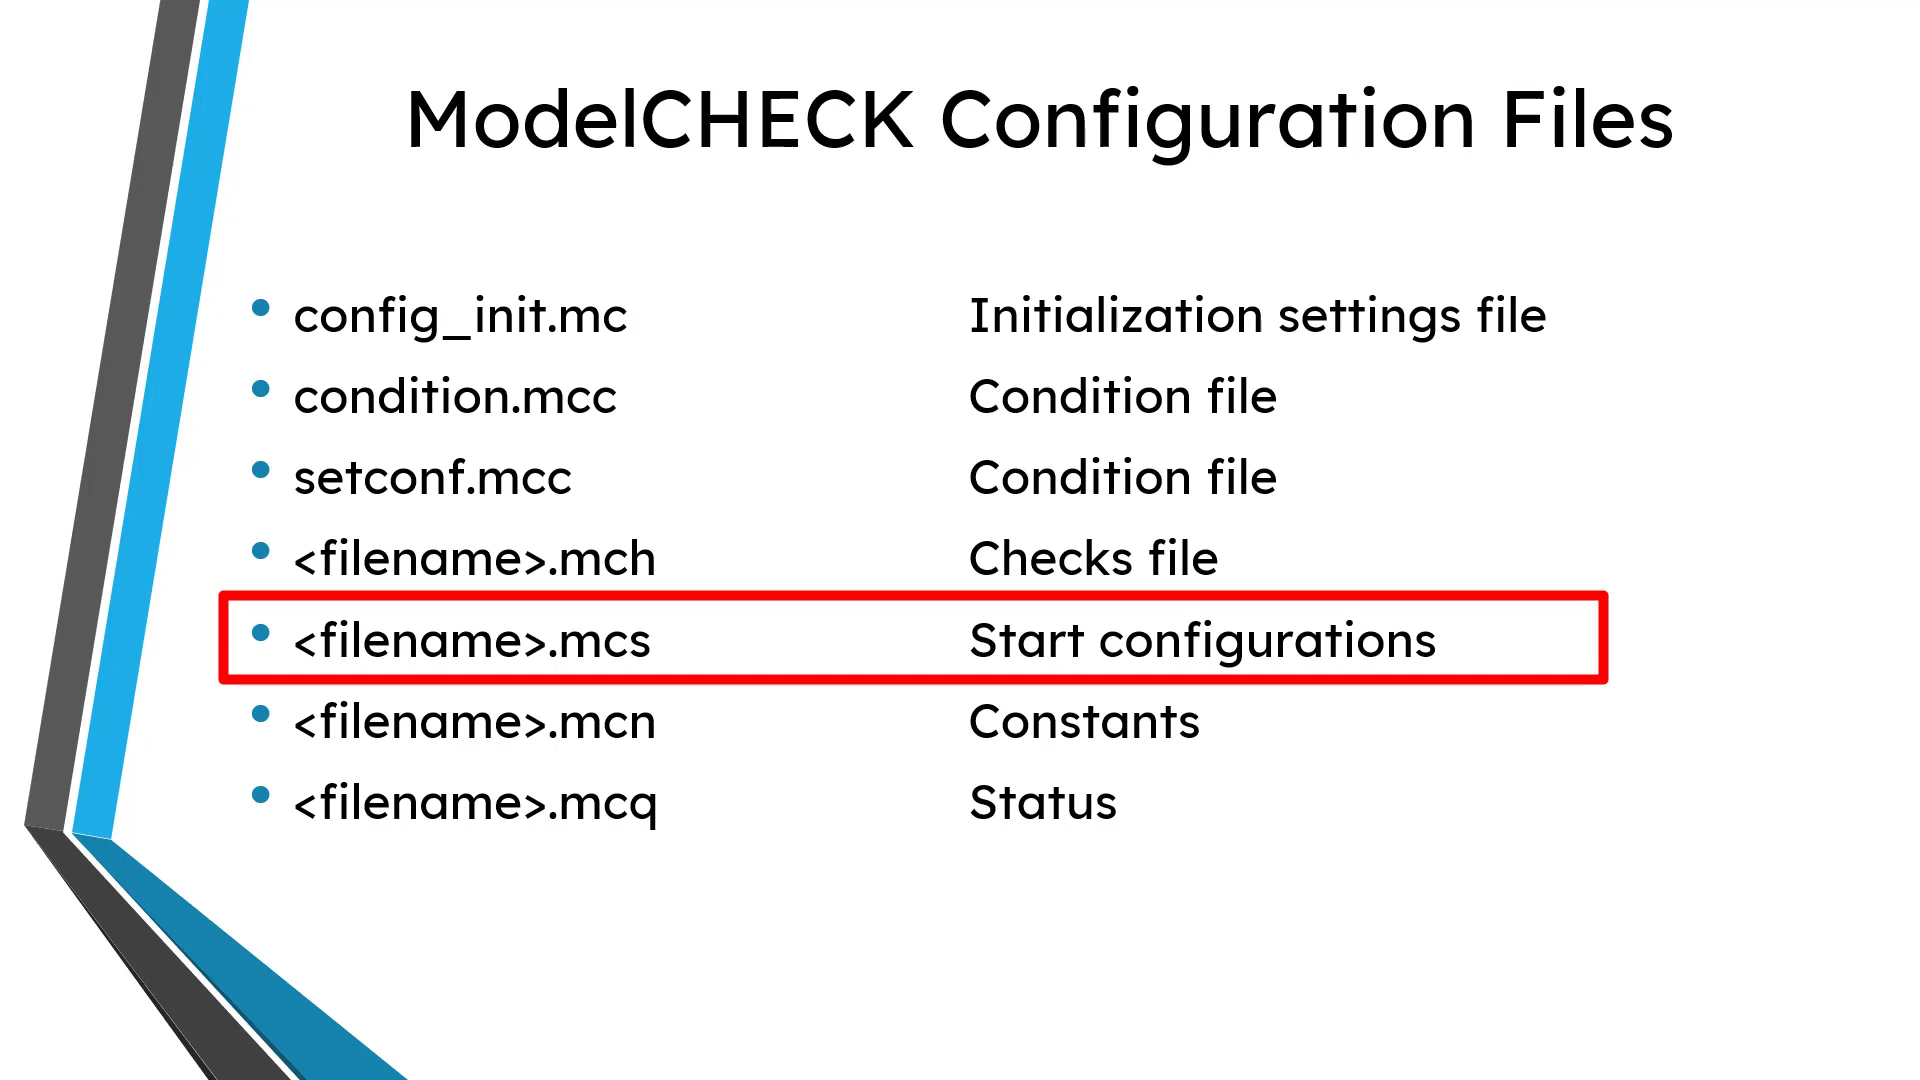 ModelCHECK Configuration Files
• config_init.mc Initialization settings file
• condition.mcc Condition file
• setconf.mcc Condition file
• <filename>.mch Checks file
• <filename>.mcs Start configurations
• <filename>.mcn Constants
• <filename>.mcq Status